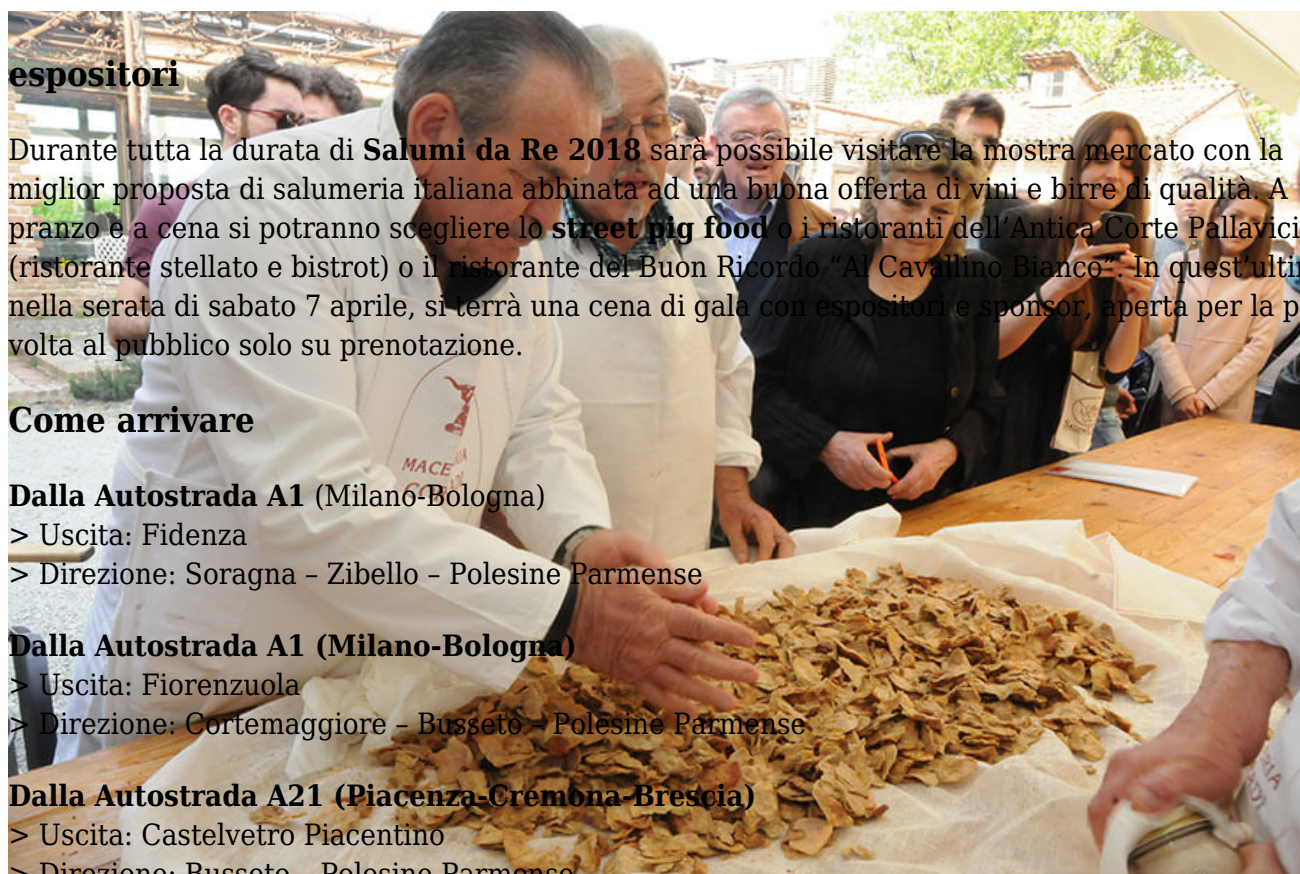 espositori
Durante tutta la durata di Salumi da Re 2018 sarà possibile visitare la mostra mercato con la
miglior proposta di salumeria italiana abbinata ad una buona offerta di vini e birre di qualità. A
pranzo e a cena si potranno scegliere lo street pig food o i ristoranti dell'Antica Corte Pallavici
(ristorante stellato e bistrot) o il ristorante del Buon Ricordo “Al Cavallino Bianco”. In quest'ulti
nella serata di sabato 7 aprile, si terrà una cena di gala con espositori e sponsor, aperta per la p
volta al pubblico solo su prenotazione.
Come arrivare
MACE
Dalla Autostrada A1 (Milano-Bologna)
> Uscita: Fidenza
> Direzione: Soragna – Zibello – Polesine Parmense
Dalla Autostrada A1 (Milano-Bologna)
> Uscita: Fiorenzuola
> Direzione: Cortemaggiore – Busseto – Polesine Parmense
Dalla Autostrada A21 (Piacenza-Cremona-Brescia)
> Uscita: Castelvetro Piacentino
> Direzione: Busseto – Polesine Parmense